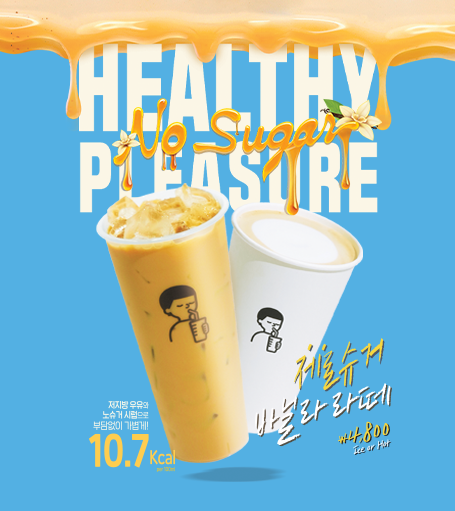 HEALTHY
No Sugar
PLEASURE
제로슈거
바닐라 라떼
₩4,800
Ice or Hot
저지방 우유와
노슈거 시럽으로
부담없이 가볍게!
10.7Kcal